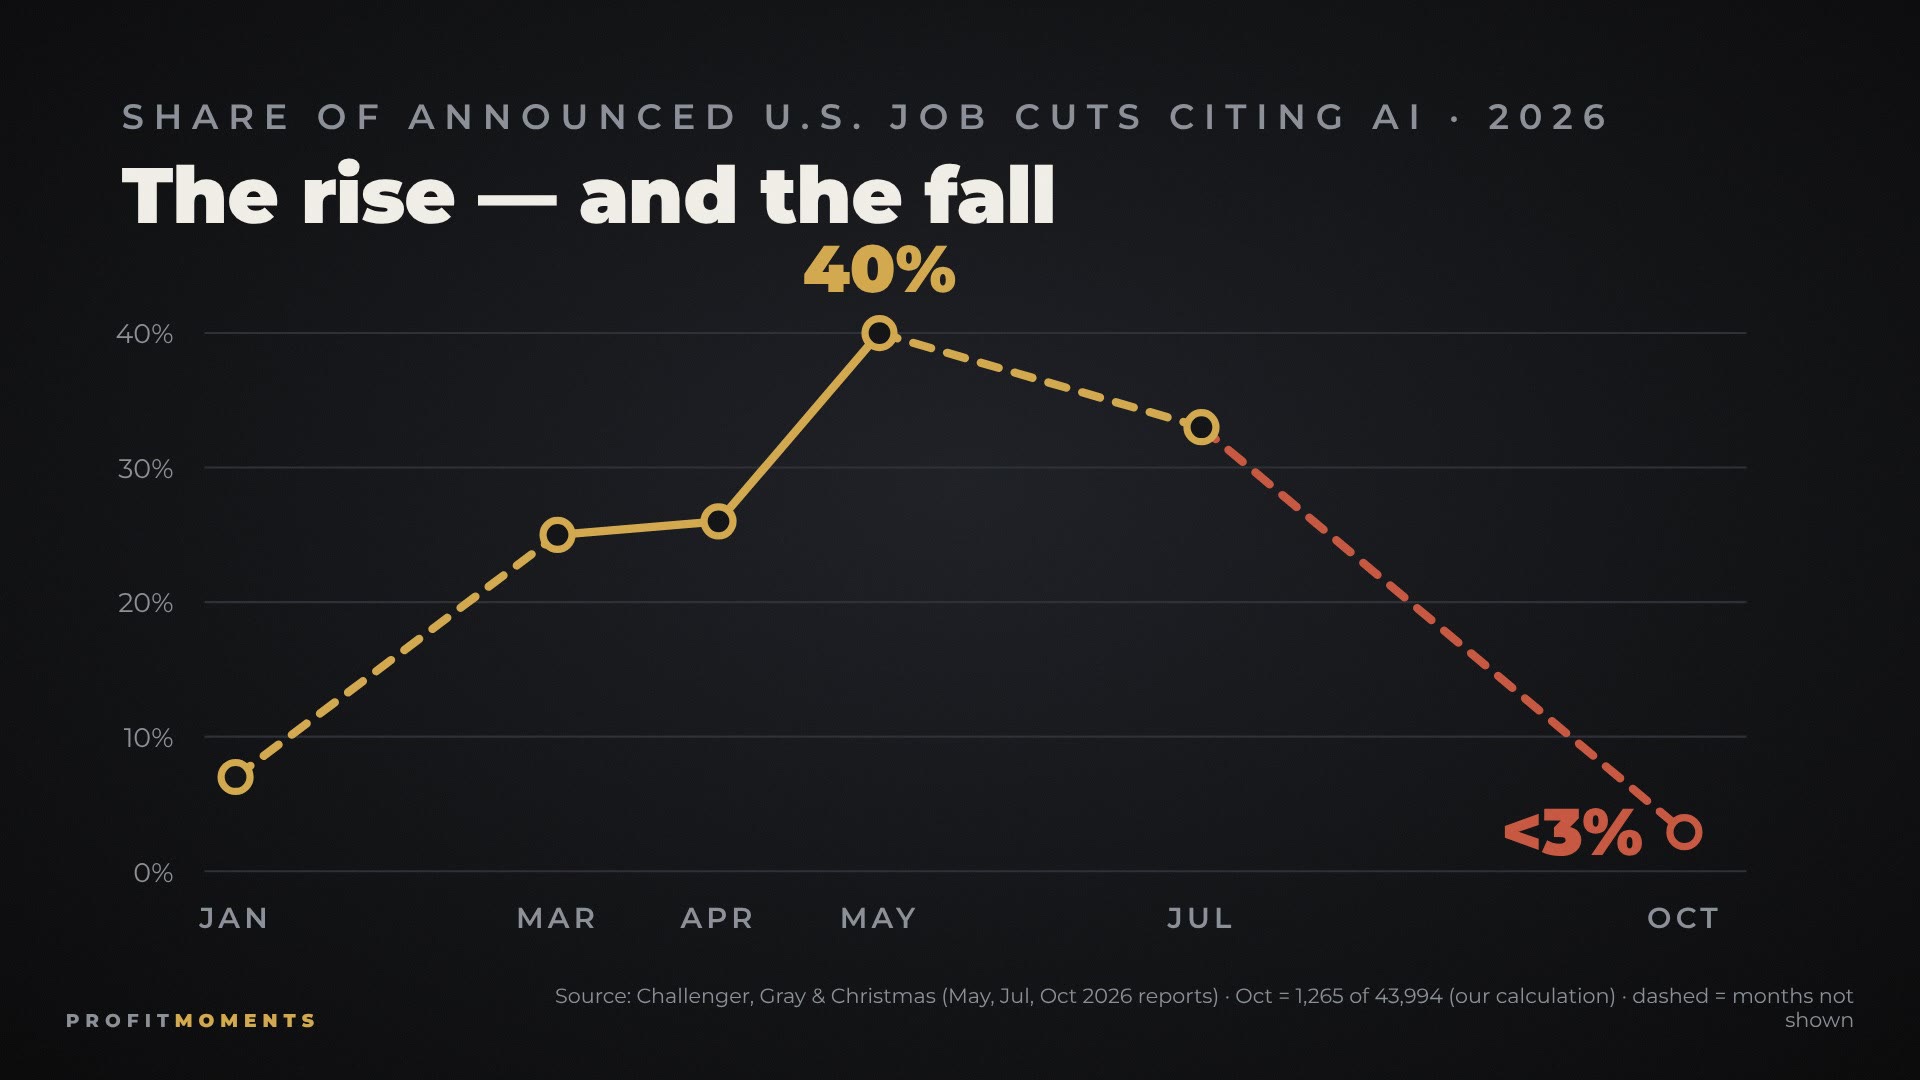 SHARE OF ANNOUNCED U.S. JOB CUTS CITING AI · 2026
The rise — and the fall
40%
40%
30%
20%
10%
<3%
0%
JAN MAR APR MAY JUL OCT
Source: Challenger, Gray & Christmas (May, Jul, Oct 2026 reports) · Oct = 1,265 of 43,994 (our calculation) · dashed = months not
shown
PROFITMOMENTS